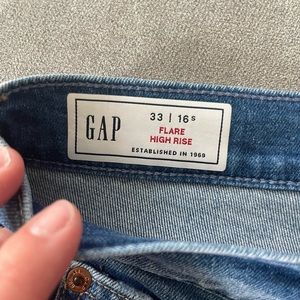 GAP
33 | 16s
FLARE
HIGH RISE
ESTABLISHED IN 1969